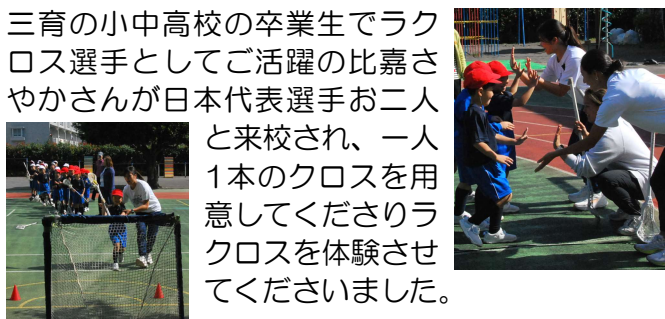 三育の小中高校の卒業生でラク
ロス選手としてご活躍の比嘉さ
やかさんが日本代表選手お二人
と来校され、一人
1本のクロスを用
意してくださりラ
クロスを体験させ
てくださいました。